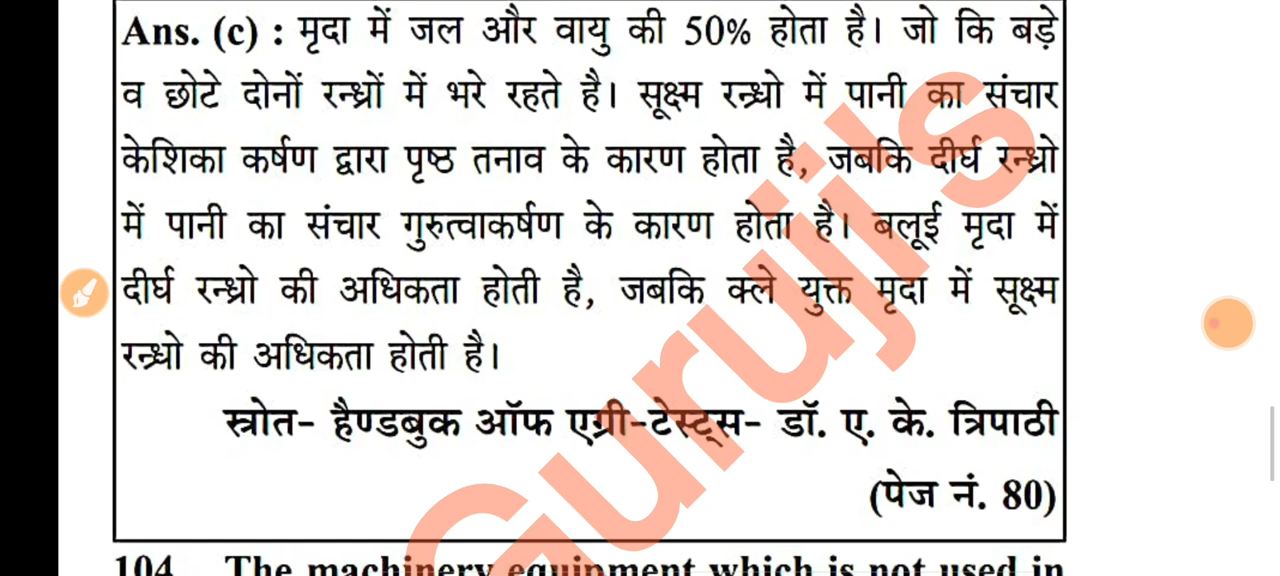 Ans. (c) : मृदा में जल और वायु की 50% होता है। जो कि बड़े
व छोटे दोनों रन्ध्रों में भरे रहते है। सूक्ष्म रन्ध्रो में पानी का संचार
केशिका कर्षण द्वारा पृष्ठ तनाव के कारण होता है, जबकि दीर्घ रन्ध्रो
में पानी का संचार गुरुत्वाकर्षण के कारण होता है। बलूई मृदा में
दीर्घ रन्ध्रो की अधिकता होती है, जबकि क्ले युक्त मृदा में सूक्ष्म
रन्ध्रो की अधिकता होती है।
स्त्रोत- हैण्डबुक ऑफ एग्री-टेस्ट्स- डॉ. ए. के. त्रिपाठी
(पेज नं. 80)
104. The machinery equipment which is not used in
Guruji's